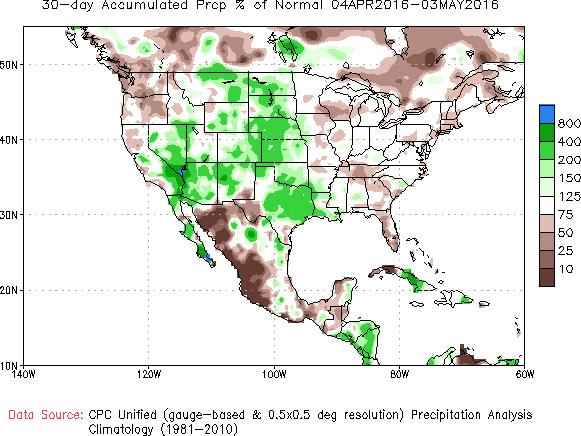 30-day Accumulated Prcp % of Normal 04APR2016-03MAY2016
50N
40N
30N
20N
10N
140W 120W 100W 80W 60W
800
400
200
150
125
75
50
25
10
Data Source: CPC Unified (gauge-based & 0.5x0.5 deg resolution) Precipitation Analysis
Climatology (1981-2010)